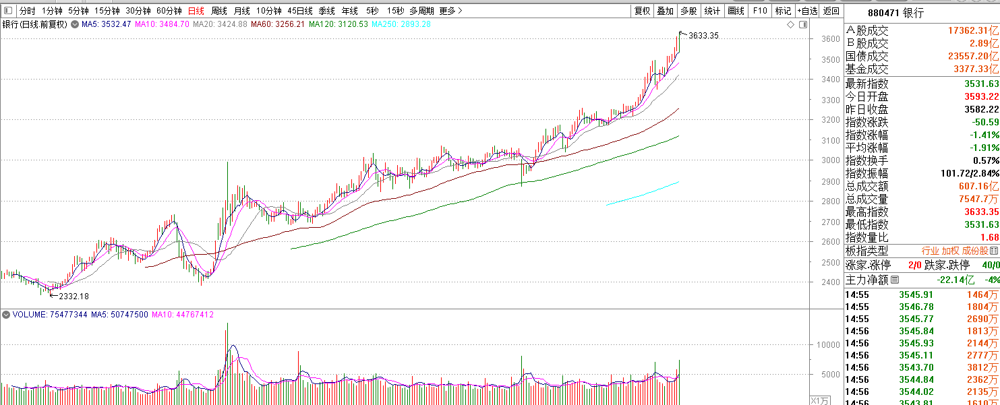 分时 1分钟 5分钟 15分钟 30分钟 60分钟 日线 周线 月线 10分钟 45日线 季线 年线 5秒 15秒 多周期 更多> 复权 叠加 多股 统计 画线 F10 标记 +自选 返回
880471 银行
银行(日线.前复权) MA5: 3532.47 MA10: 3484.70 MA20: 3424.88 MA60: 3256.21 MA120: 3120.53 MA250: 2893.28
3633.35
3600
3500
3400
3300
3200
3100
3000
2900
2800
2700
2600
2500
2400
2332.18
VOLUME: 75477344 MA5: 50747500 MA10: 44767412
10000
5000
X1万
A股成交 17362.31亿
B股成交 2.89亿
国债成交 23557.20亿
基金成交 3377.33亿
最新指数 3531.63
今日开盘 3593.22
昨日收盘 3582.22
指数涨跌 -50.59
指数涨幅 -1.41%
平均涨幅 -1.91%
指数换手 0.57%
指数振幅 101.72/2.84%
总成交额 607.16亿
总成交量 7547.7万
最高指数 3633.35
最低指数 3531.63
指数量比 1.68
板指类型 行业 加权 成份股
涨家.涨停 2/0 跌家.跌停 40/0
主力净额 -22.14亿 -4%
14:55 3545.91 1464万
14:55 3546.78 1804万
14:55 3545.77 2690万
14:56 3545.84 1813万
14:56 3545.93 2144万
14:56 3545.11 2777万
14:56 3543.70 3812万
14:56 3544.84 2362万
14:56 3544.02 2135万
14:56 3543.81 1610万